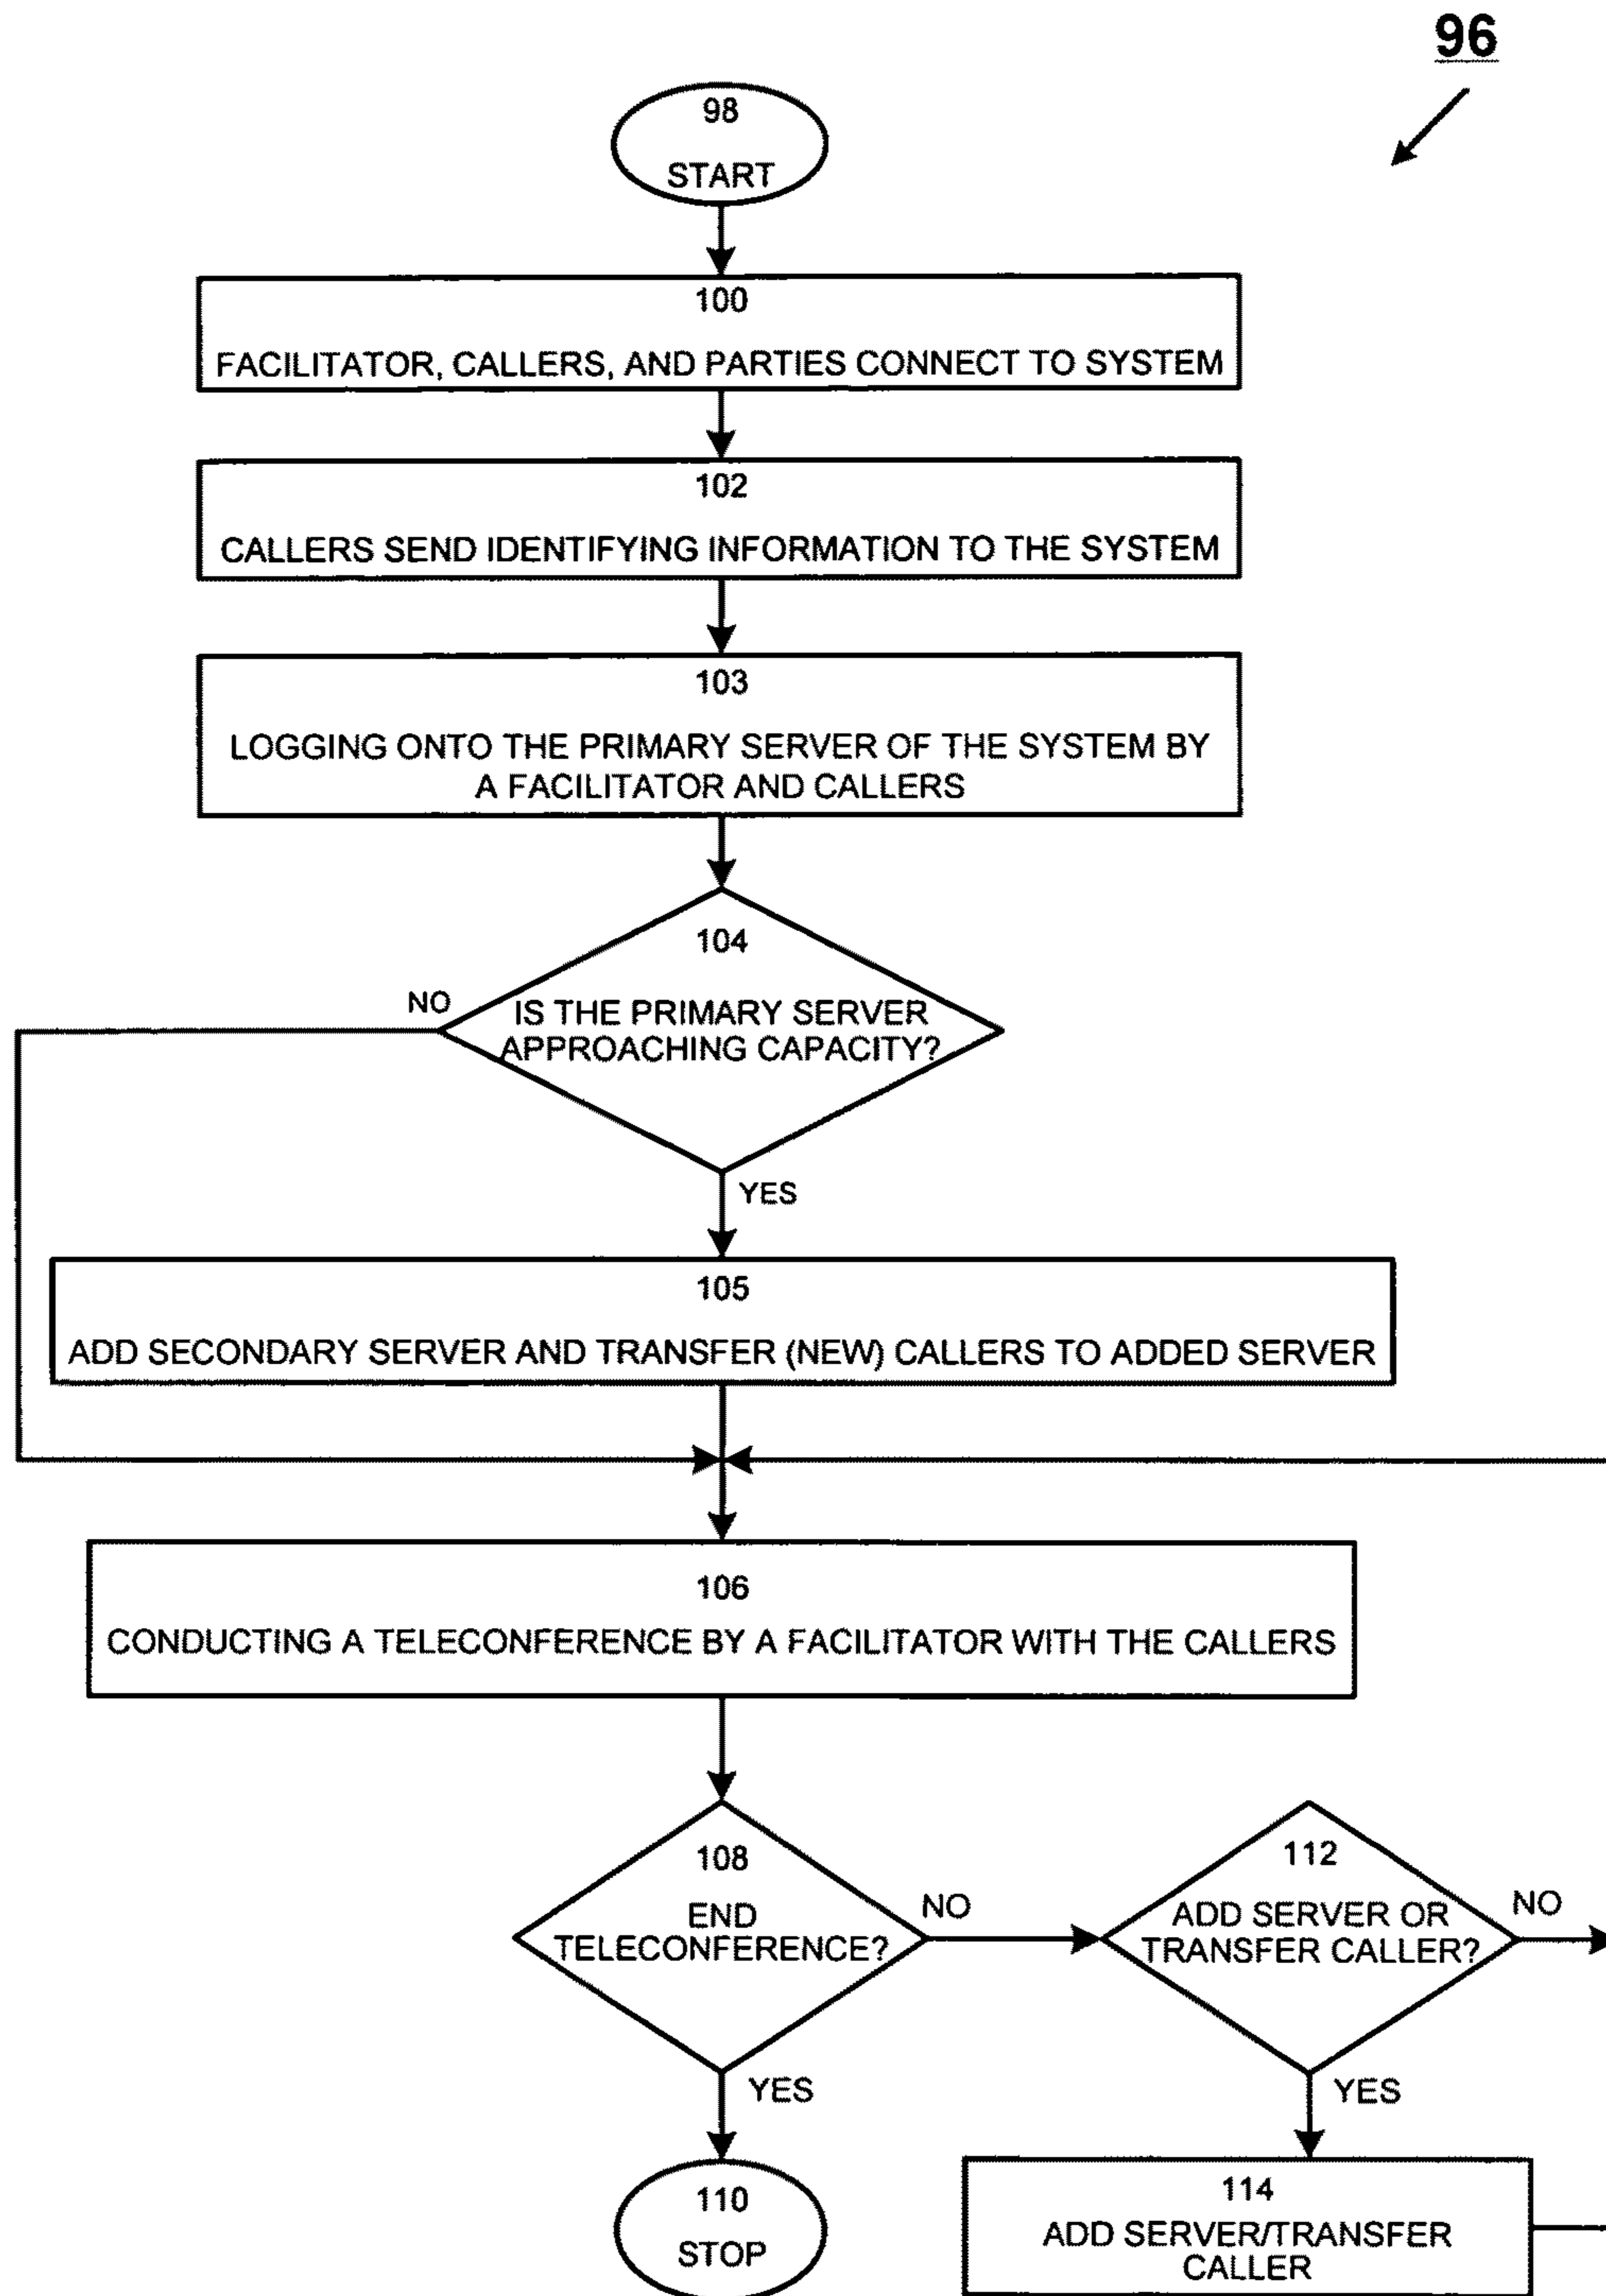 96
98
START
100
FACILITATOR, CALLERS, AND PARTIES CONNECT TO SYSTEM
102
CALLERS SEND IDENTIFYING INFORMATION TO THE SYSTEM
103
LOGGING ONTO THE PRIMARY SERVER OF THE SYSTEM BY
A FACILITATOR AND CALLERS
104
NO
IS THE PRIMARY SERVER
APPROACHING CAPACITY?
YES
105
ADD SECONDARY SERVER AND TRANSFER (NEW) CALLERS TO ADDED SERVER
106
CONDUCTING A TELECONFERENCE BY A FACILITATOR WITH THE CALLERS
108
END
TELECONFERENCE?
NO
YES
112
ADD SERVER OR
TRANSFER CALLER?
NO
YES
110
STOP
114
ADD SERVER/TRANSFER
CALLER